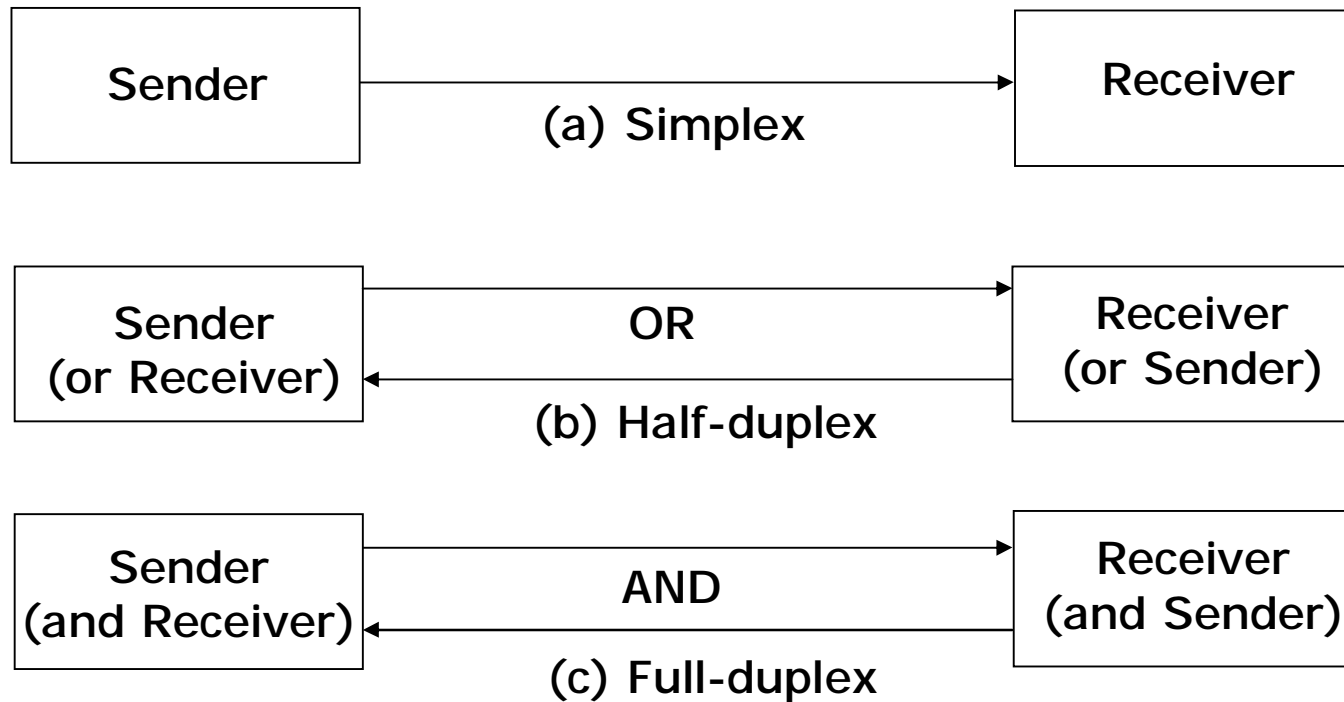 Sender
Receiver
(a) Simplex
Sender
(or Receiver)
OR
Receiver
(or Sender)
(b) Half-duplex
Sender
(and Receiver)
AND
Receiver
(and Sender)
(c) Full-duplex